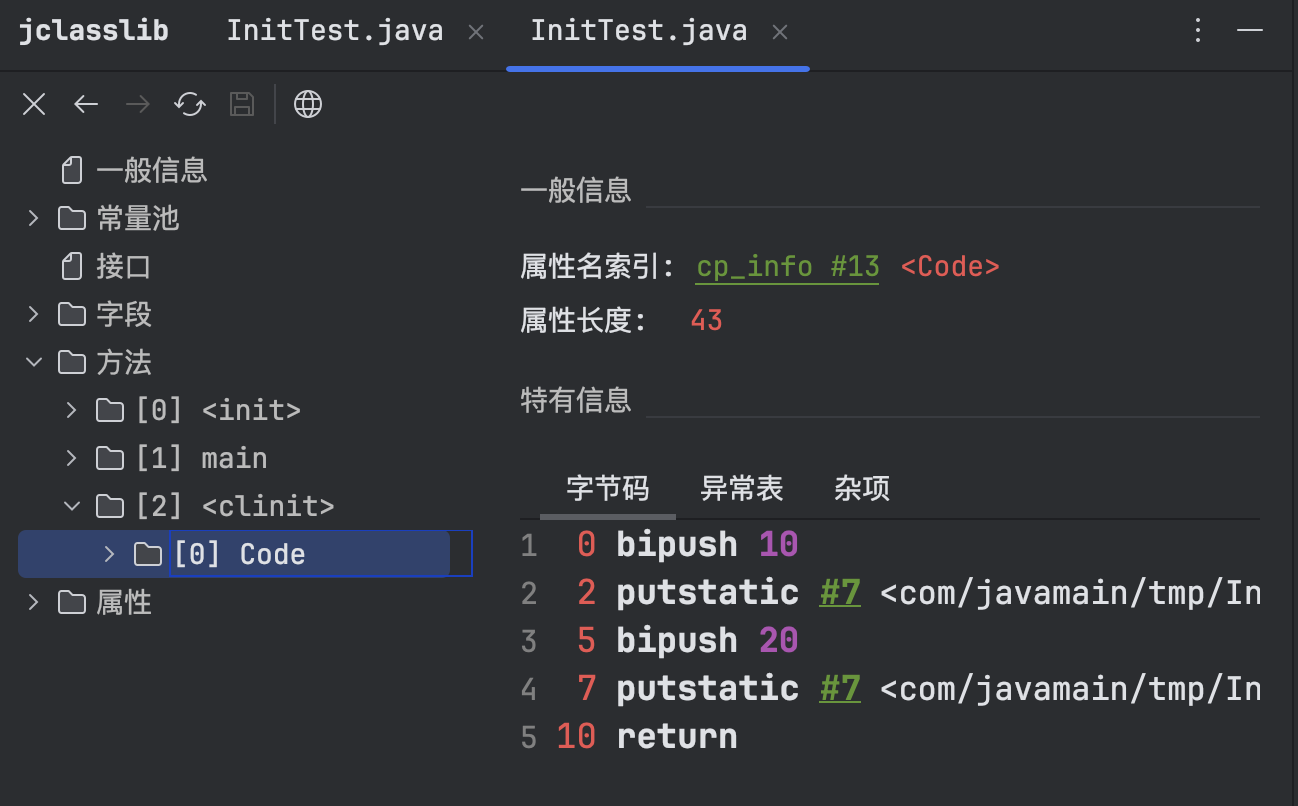 jclasslib InitTest.java InitTest.java
一般信息
常量池
接口
字段
方法
[0] <init>
[1] main
[2] <clinit>
[0] Code
属性
一般信息
属性名索引: cp_info #13 <Code>
属性长度: 43
特有信息
字节码 异常表 杂项
1 0 bipush 10
2 2 putstatic #7 <com/javamain/tmp/In
3 5 bipush 20
4 7 putstatic #7 <com/javamain/tmp/In
5 10 return